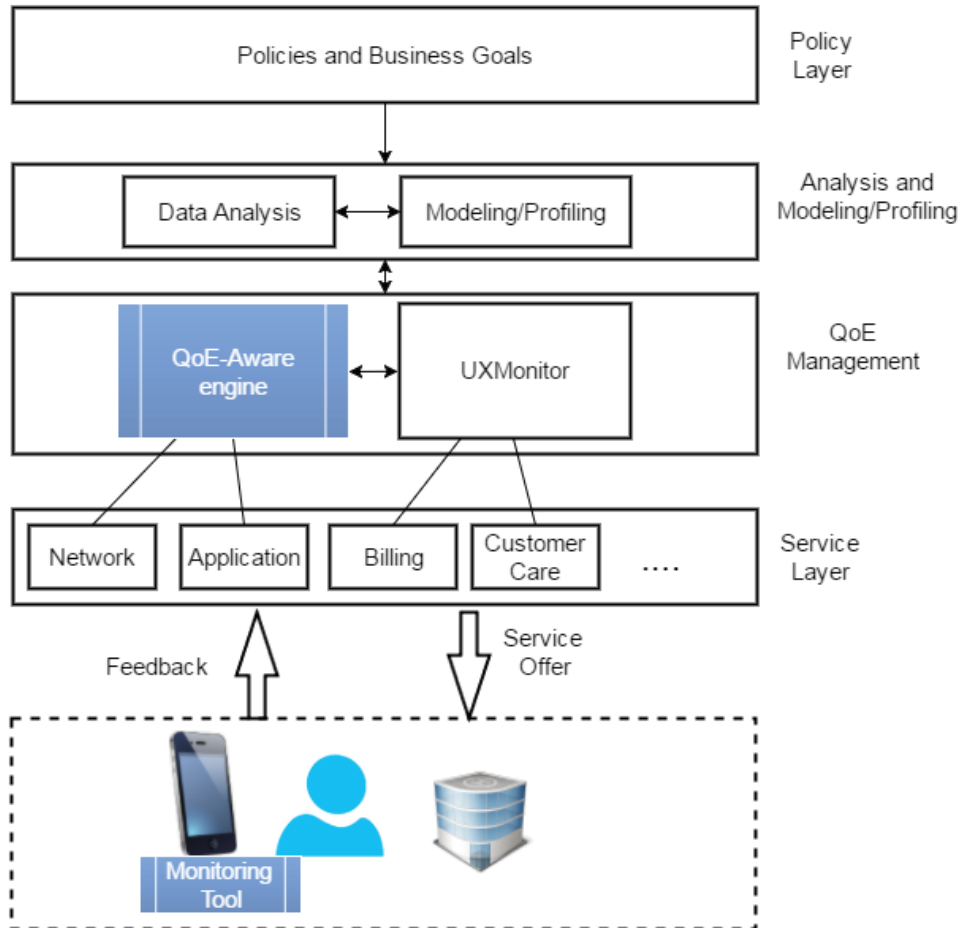 Policies and Business Goals
Policy
Layer
Data Analysis
Modeling/Profiling
Analysis and
Modeling/Profiling
QoE-Aware
engine
UXMonitor
QoE
Management
Network
Application
Billing
Customer
Care
....
Service
Layer
Feedback
Service
Offer
Monitoring
Tool